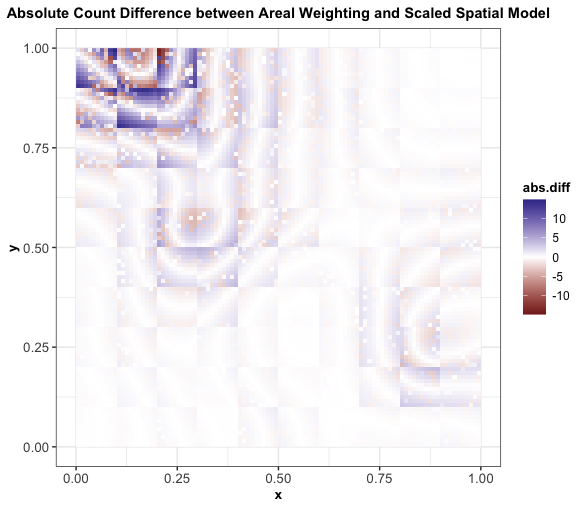 Absolute Count Difference between Areal Weighting and Scaled Spatial Model
1.00
0.75
0.50
0.25
0.00
y
0.00 0.25 0.50 0.75 1.00
x
abs.diff
10
5
0
-5
-10